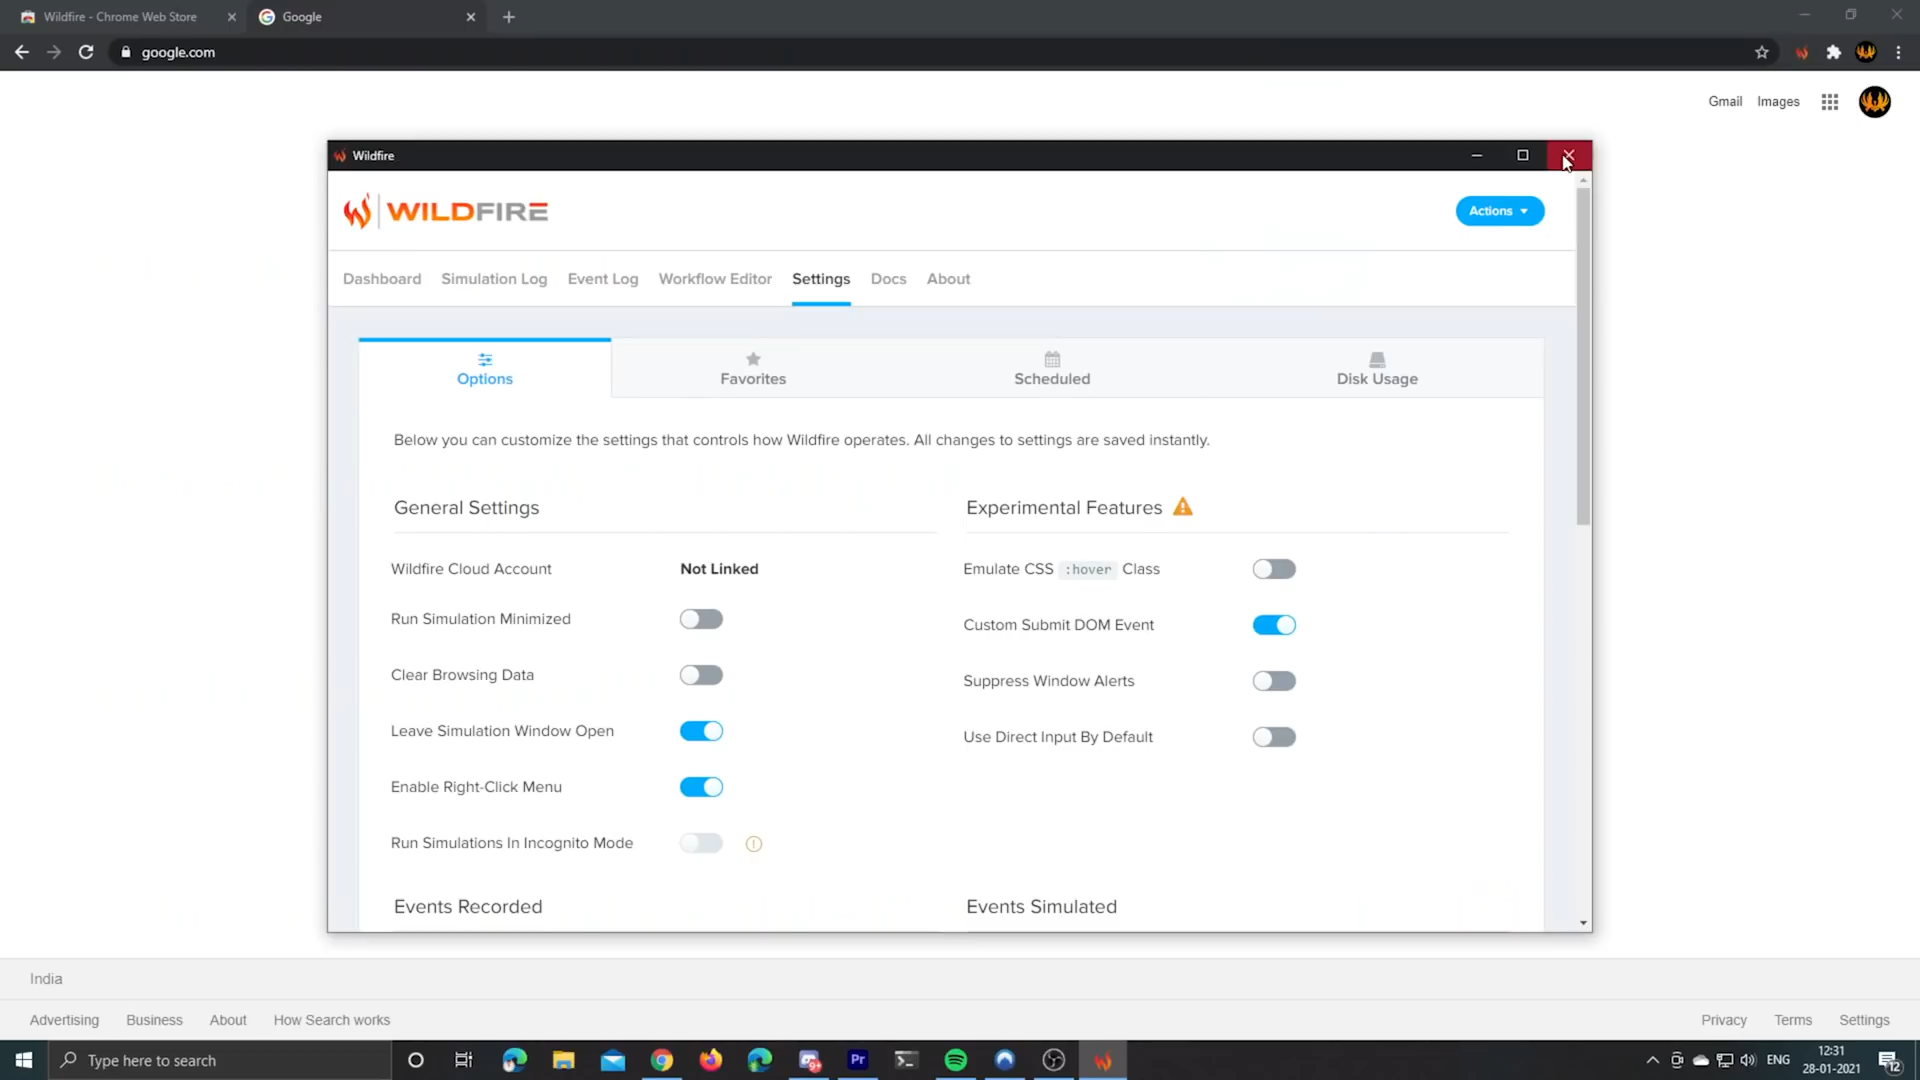 Wildfire - Chrome Web Store
Google
google.com
Gmail Images
Wildfire
WILDFIRE
Actions
Dashboard Simulation Log Event Log Workflow Editor Settings Docs About
Options Favorites Scheduled Disk Usage
Below you can customize the settings that controls how Wildfire operates. All changes to settings are saved instantly.
General Settings
Experimental Features
Wildfire Cloud Account Not Linked
Emulate CSS :hover Class
Run Simulation Minimized
Custom Submit DOM Event
Clear Browsing Data
Suppress Window Alerts
Leave Simulation Window Open
Use Direct Input By Default
Enable Right-Click Menu
Run Simulations In Incognito Mode
Events Recorded
Events Simulated
India
Advertising Business About How Search works
Privacy Terms Settings
Type here to search
Pr
ENG
12:31
28-01-2021
12